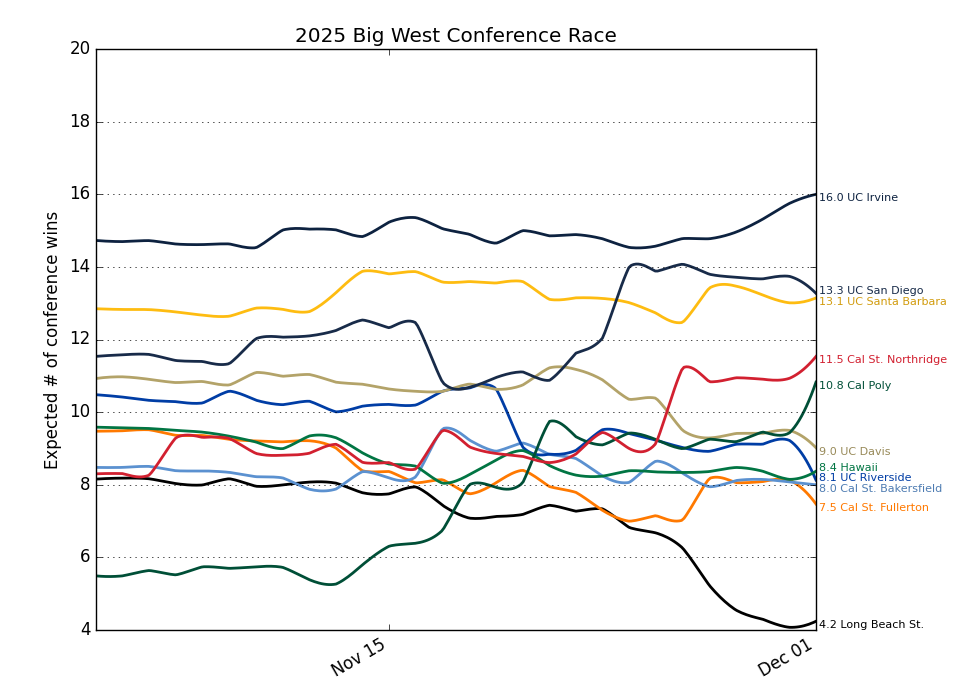 2025 Big West Conference Race
Expected # of conference wins
20
18
16
14
12
10
8
6
4
Nov 15
Dec 01
16.0 UC Irvine
13.3 UC San Diego
13.1 UC Santa Barbara
11.5 Cal St. Northridge
10.8 Cal Poly
9.0 UC Davis
8.4 Hawaii
8.1 UC Riverside
8.0 Cal St. Bakersfield
7.5 Cal St. Fullerton
4.2 Long Beach St.